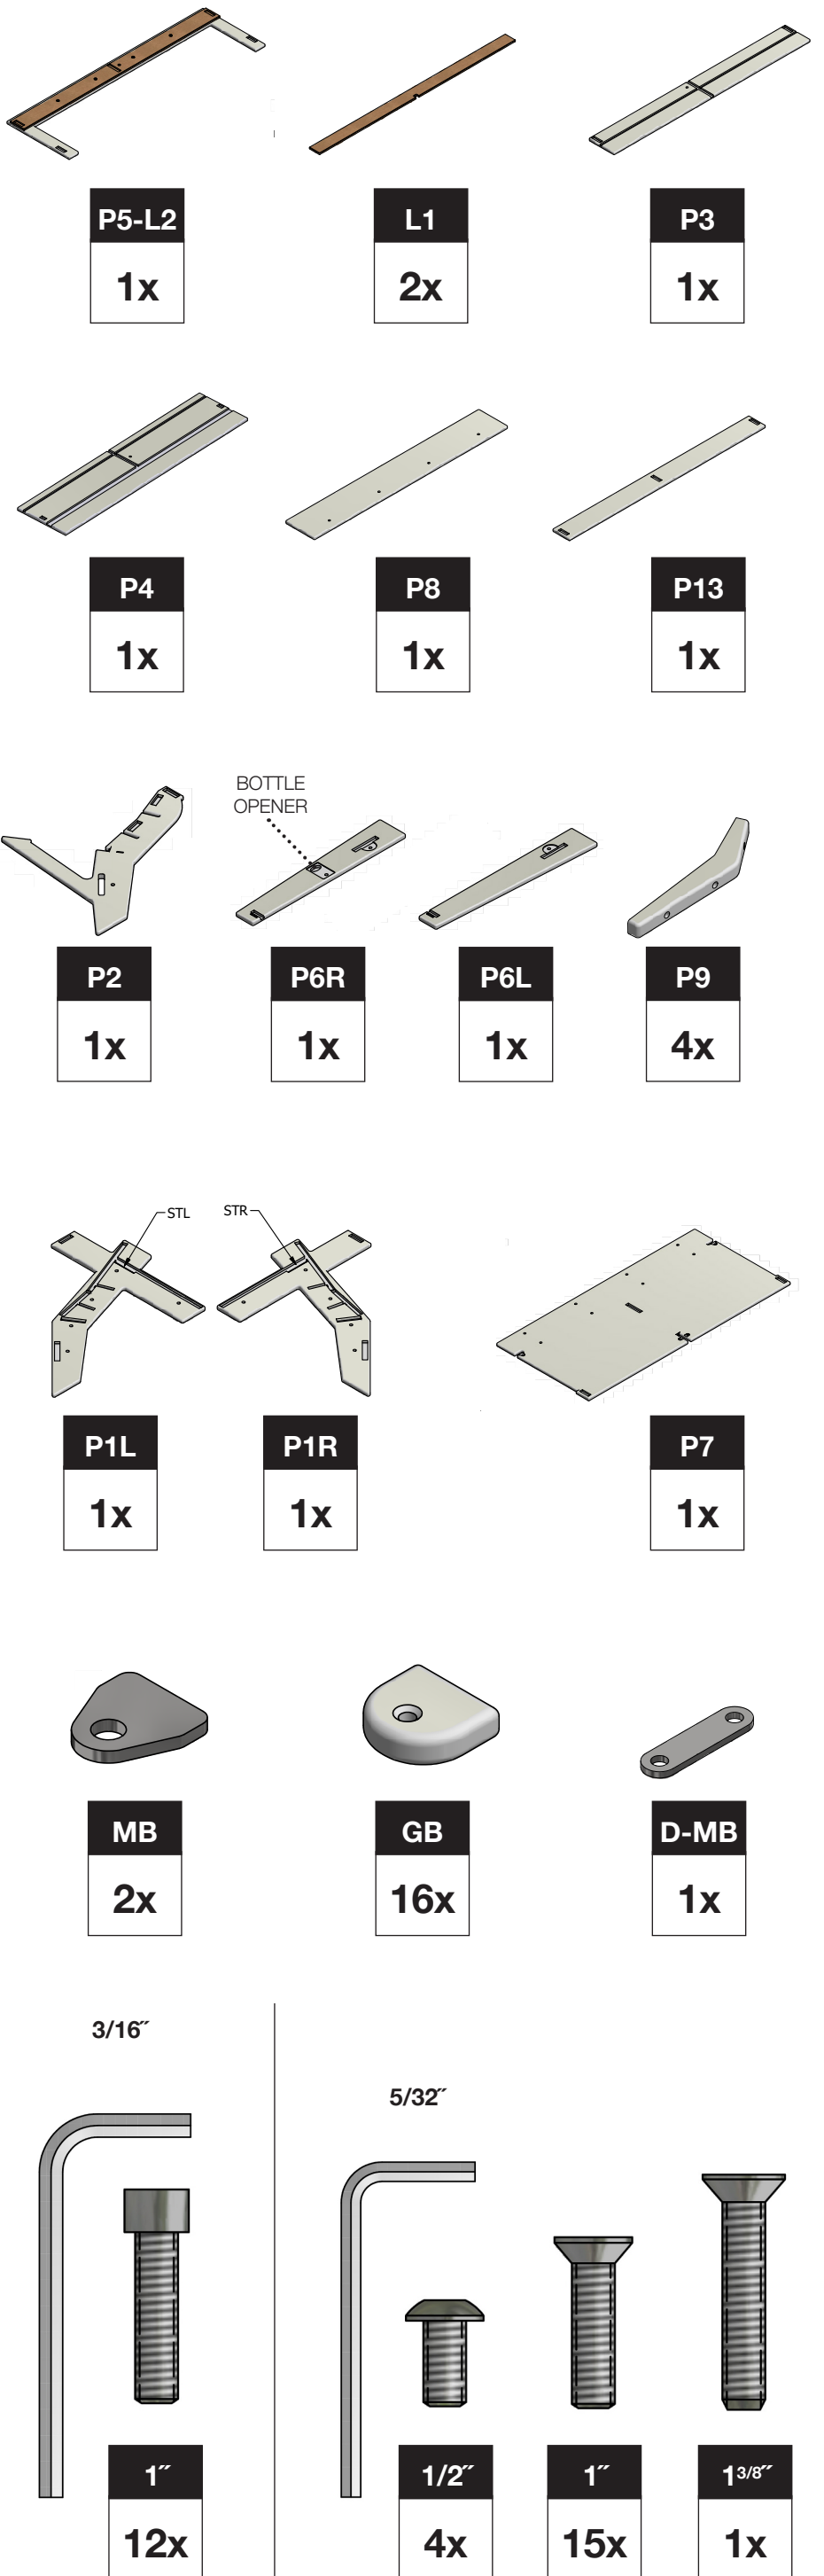 P5-L2
L1
P3
1x
2x
1x
P4
P8
P13
1x
1x
1x
BOTTLE
OPENER
P2
P6R
P6L
P9
1x
1x
1x
4x
STL
STR
P1L
P1R
P7
1x
1x
1x
MB
GB
D-MB
2x
16x
1x
3/16″
5/32″
1″
1/2″
1″
1 3/8″
12x
4x
15x
1x